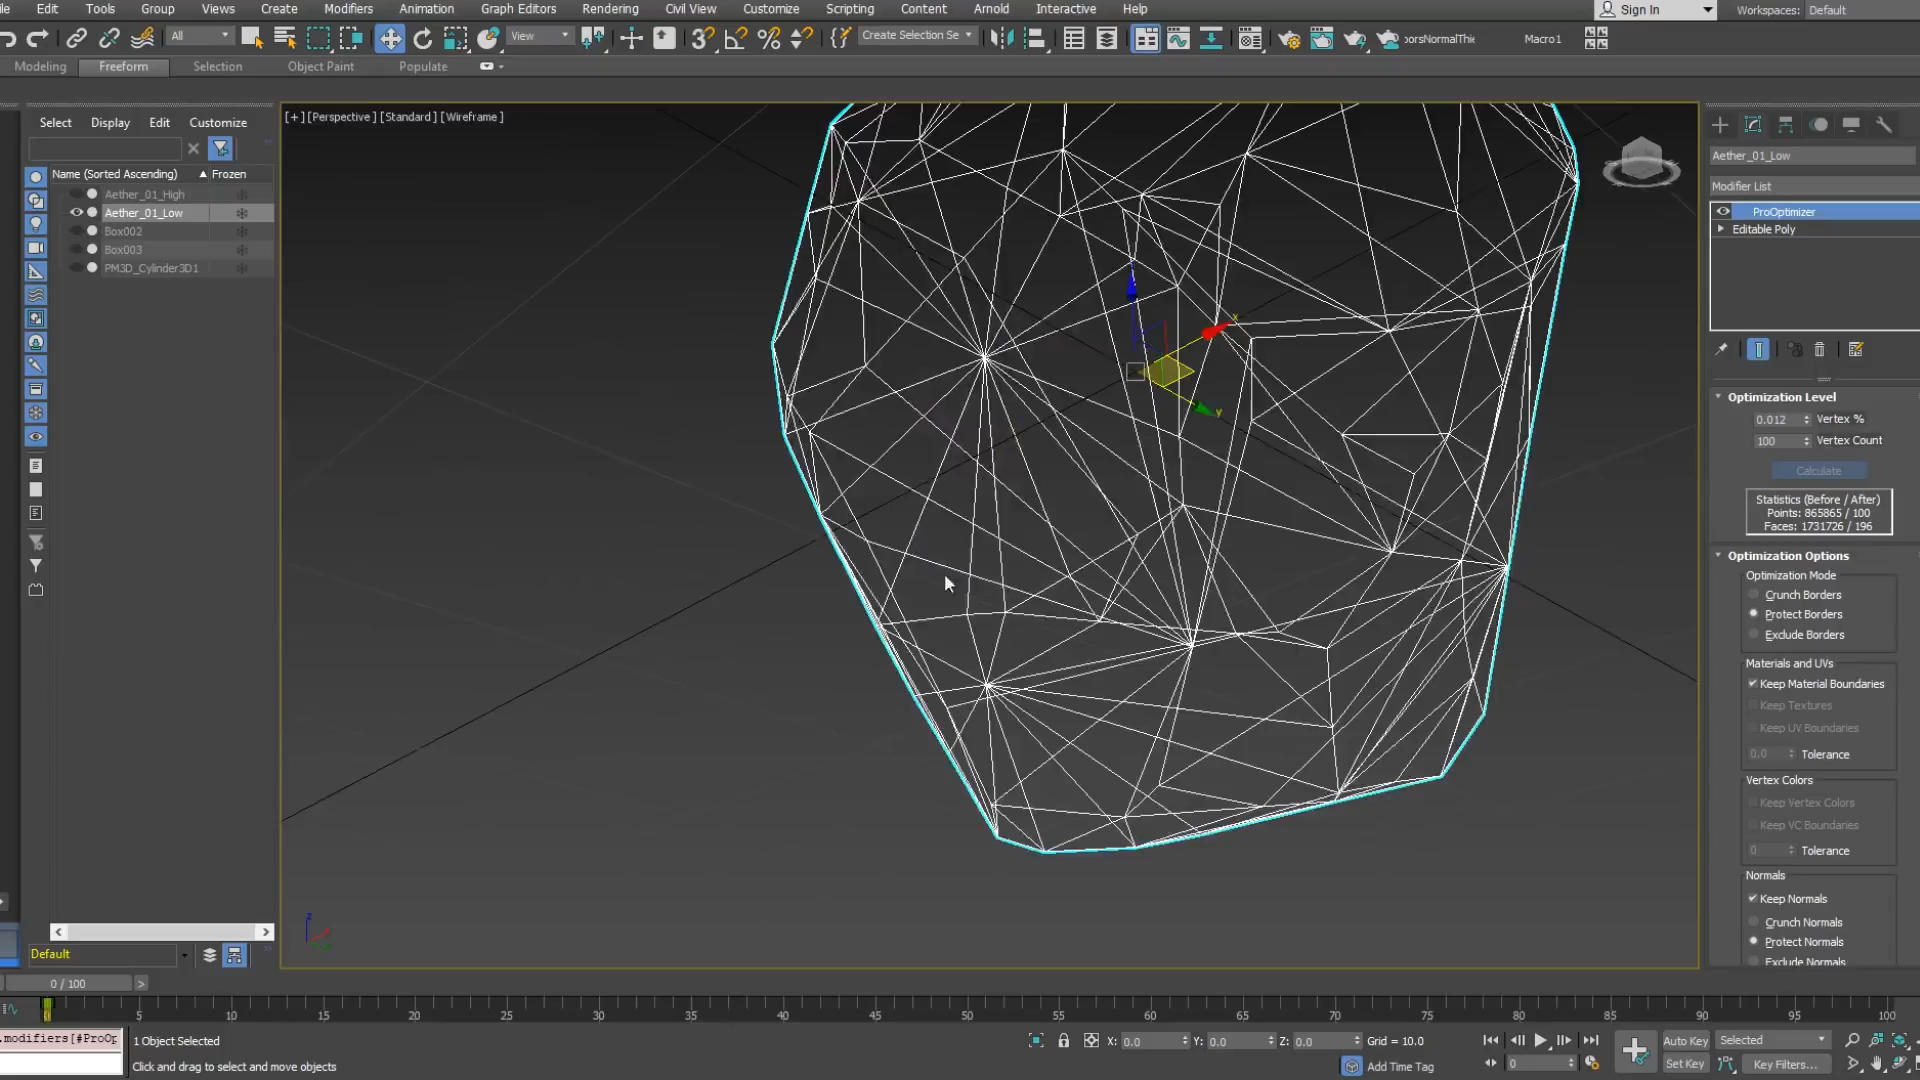 Edit Tools Group Views Create Modifiers Animation Graph Editors Rendering Civil View Customize Scripting Content Arnold Interactive Help Sign In Workspaces: Default
All View Create Selection Se Macro1
Modeling Freeform Selection Object Paint Populate
[+] [Perspective] [Standard] [Wireframe]
Select Display Edit Customize
Name (Sorted Ascending) Frozen
Aether_01_High
Aether_01_Low
Box002
Box003
PM3D_Cylinder3D1
Default
x
y
z
Aether_01_Low
Modifier List
ProOptimizer
Editable Poly
Optimization Level
0.012 Vertex %
100 Vertex Count
Calculate
Statistics (Before / After)
Points: 865865 / 100
Faces: 1731726 / 196
Optimization Options
Optimization Mode
Crunch Borders
Protect Borders
Exclude Borders
Materials and UVs
Keep Material Boundaries
Keep Textures
Keep UV Boundaries
0.0 Tolerance
Vertex Colors
Keep Vertex Colors
Keep VC Boundaries
0 Tolerance
Normals
Keep Normals
Crunch Normals
Protect Normals
Exclude Normals
0 / 100 >
5 10 15 20 25 30 35 40 45 50 55 60 65 70 75 80 85 90 95 100
.modifiers[#ProOp
1 Object Selected
X: 0.0 Y: 0.0 Z: 0.0 Grid = 10.0
Auto Key Selected
Click and drag to select and move objects
Add Time Tag
0
Set Key Key Filters...